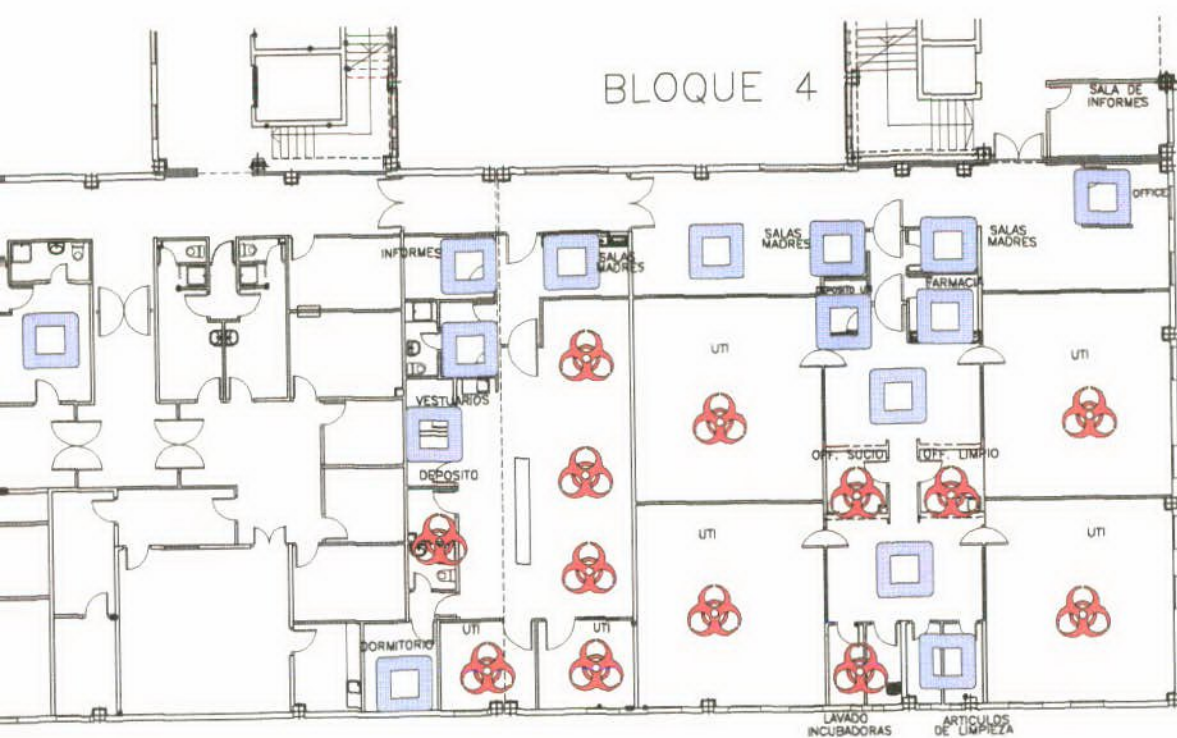 BLOQUE 4
SALA DE
INFORMES
OFFICE
INFORMES
SALAS
MADRES
SALAS
MADRES
SALAS
MADRES
DEPOSITO
FARMACIA
UTI
UTI
VESTUARIOS
OFF. SUCIO
OFF. LIMPIO
DEPOSITO
UTI
UTI
UTI
UTI
DORMITORIO
LAVADO
INCUBADORAS
ARTICULOS
DE LIMPIEZA